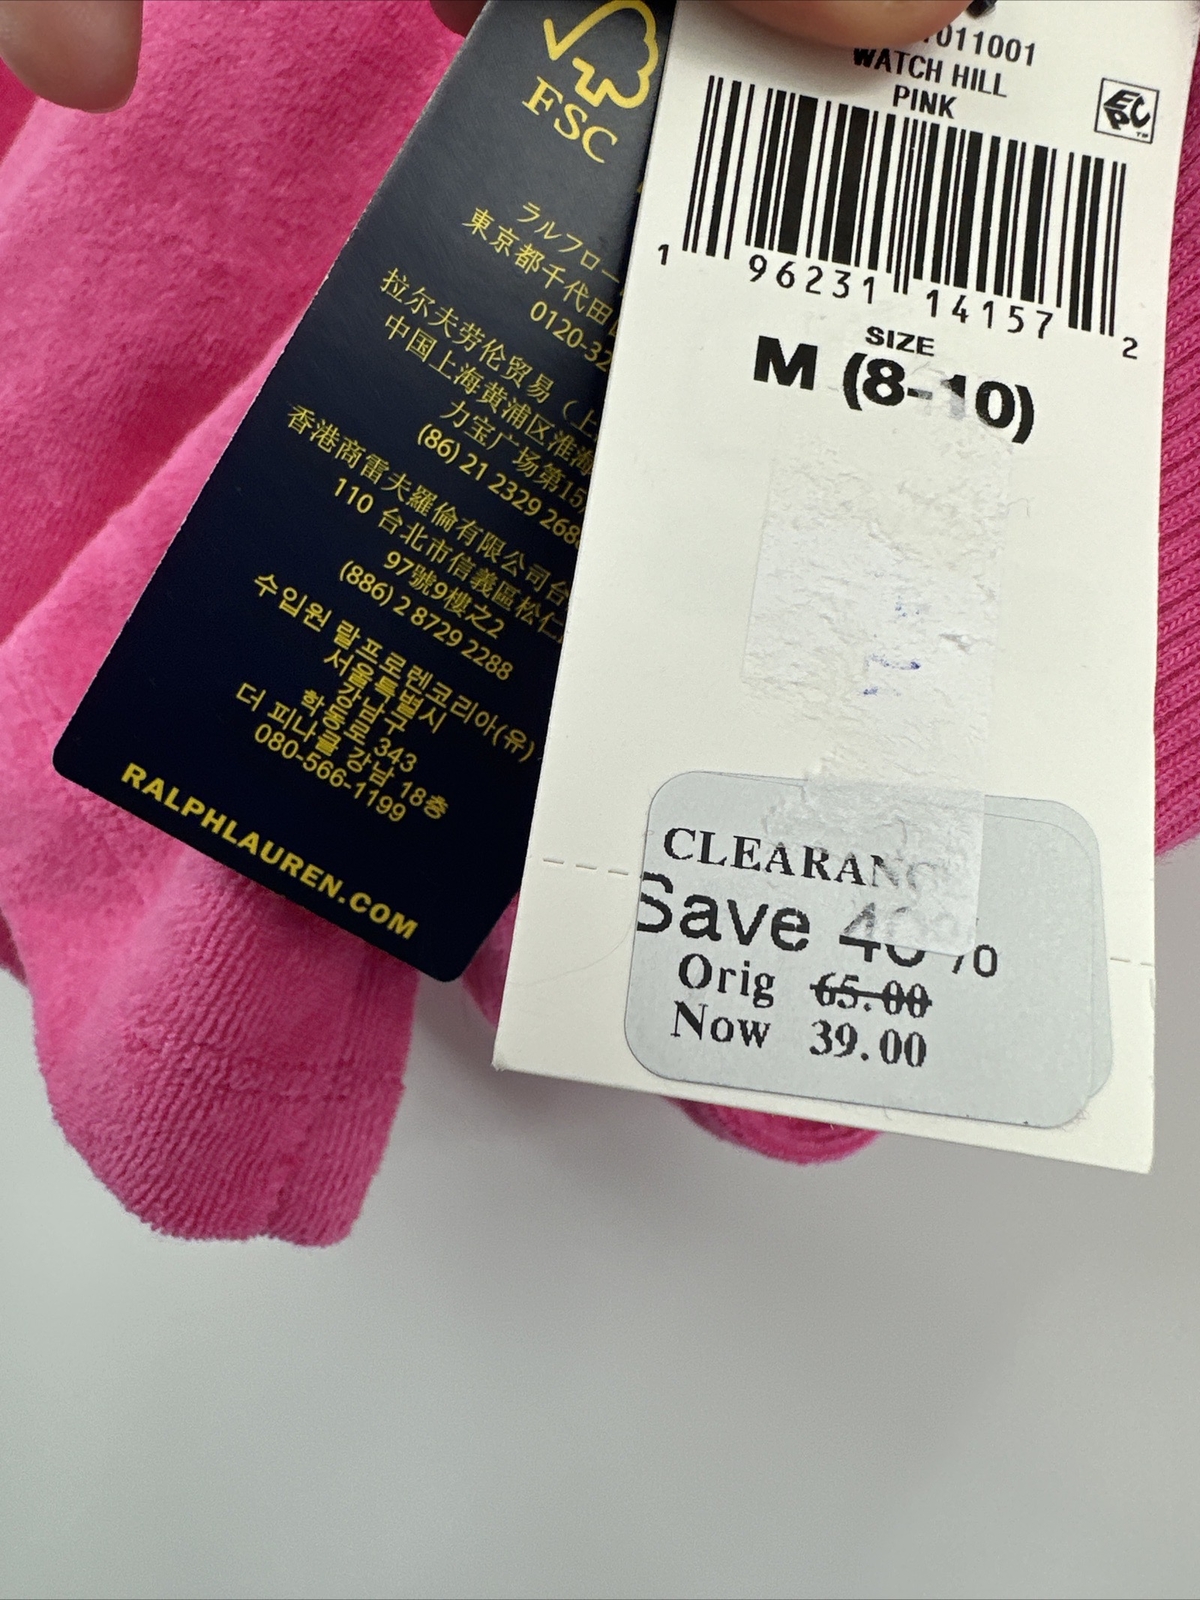 FSC
ラルフロー
東京都千代田
0120-32
拉尔夫劳伦贸易（上
中国上海黄浦区淮海
力宝广场第15
(86) 21 2329 268
香港商雷夫羅倫有限公司台
110 台北市信義區松仁
97號9樓之2
(886) 2 8729 2288
수입원 랄프로렌코리아(유)
서울특별시
강남구
학동로 343
더 피나클 강남 18층
080-566-1199
RALPHLAUREN.COM
011001
WATCH HILL
PINK
1 96231 14157 2
SIZE
M (8-10)
CLEARANC
Save 40%
Orig 65.00
Now 39.00